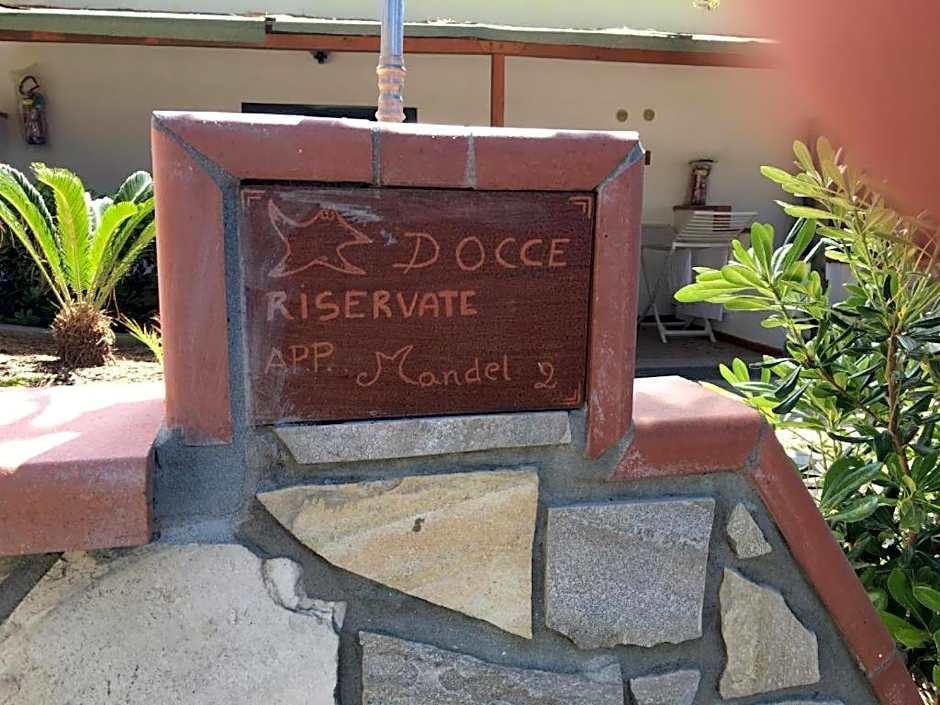 DOCCE
RISERVATE
APP. Mandel 2